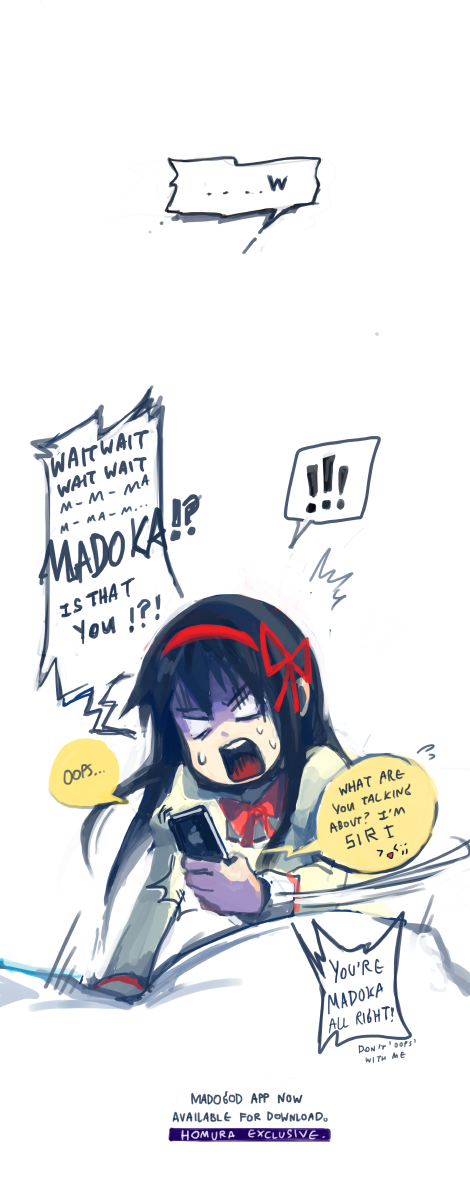 . . . . . W
WAIT WAIT
WAIT WAIT
M-M-MA
M-MA-M...
MADOKA!?
IS THAT
YOU !?!
!!!
OOPS...
WHAT ARE
YOU TALKING
ABOUT? I'M
SIRI
YOU'RE
MADOKA
ALL RIGHT!
DON'T 'OOPS'
WITH ME
MADOGOD APP NOW
AVAILABLE FOR DOWNLOAD.
HOMURA EXCLUSIVE.